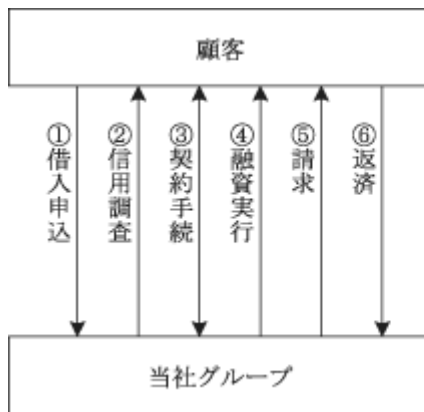 顧客
①借入申込
②信用調査
③契約手続
④融資実行
⑤請求
⑥返済
当社グループ